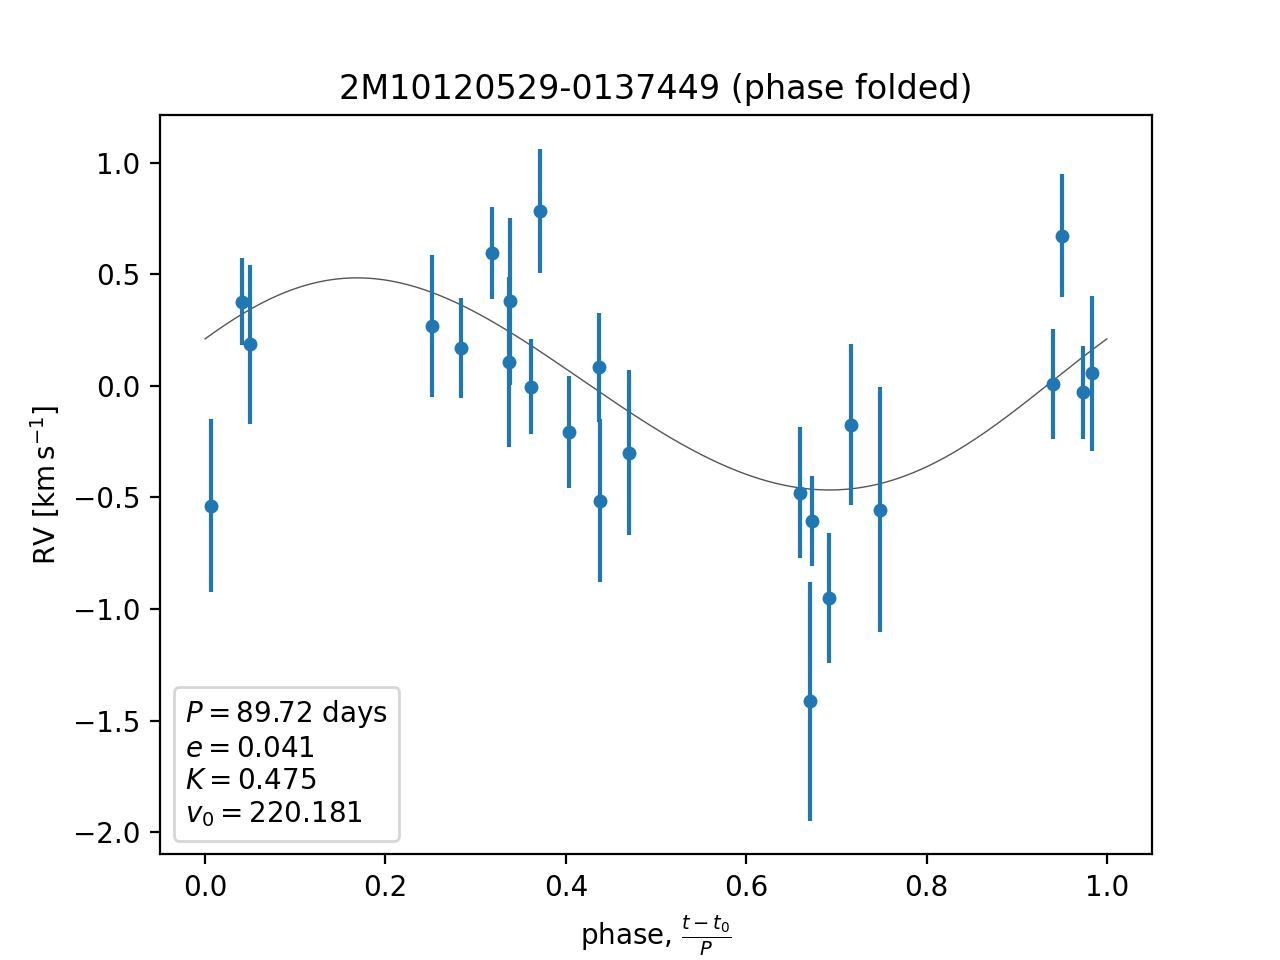 2M10120529-0137449 (phase folded)
RV [km s⁻¹]
1.0
0.5
0.0
−0.5
−1.0
−1.5
−2.0
P = 89.72 days
e = 0.041
K = 0.475
v₀ = 220.181
0.0 0.2 0.4 0.6 0.8 1.0
phase, (t − t₀)/P